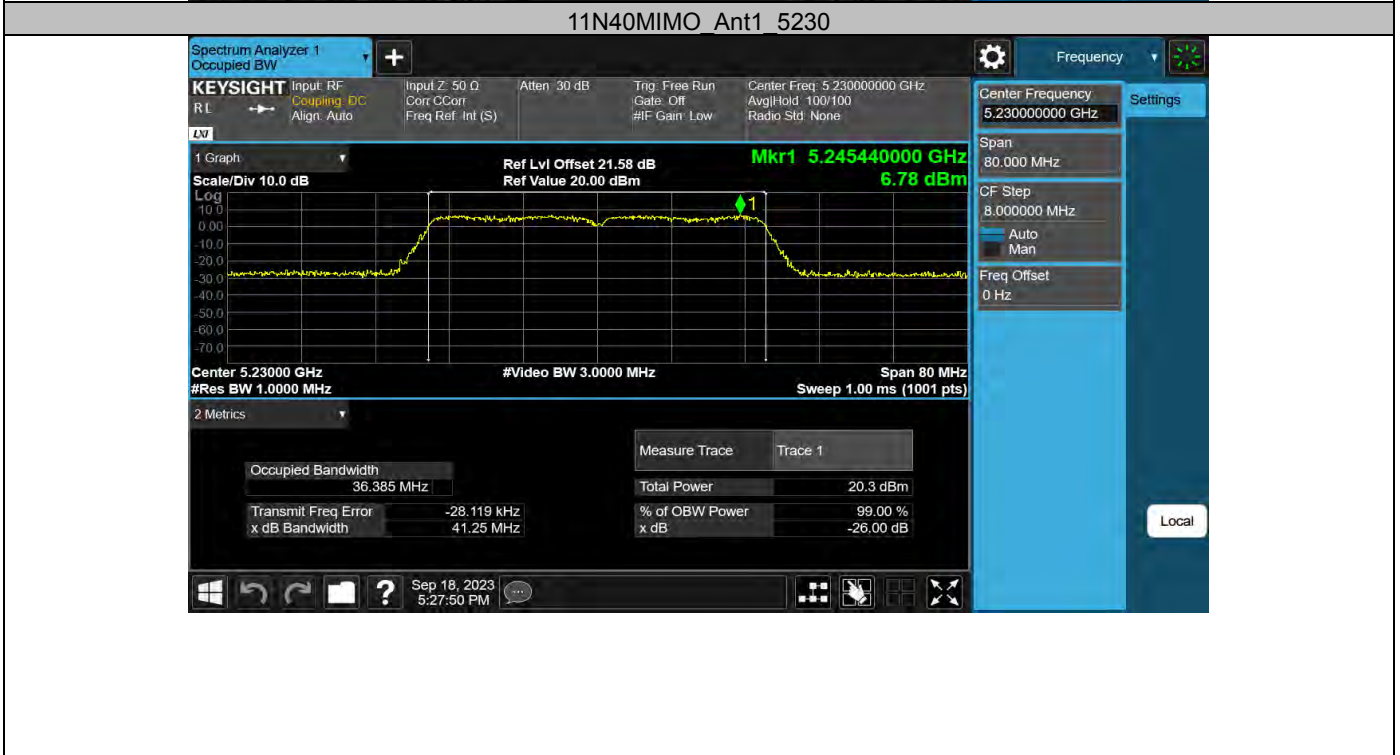 11N40MIMO_Ant1_5230
Spectrum Analyzer 1
Occupied BW
+
Frequency
KEYSIGHT
R L
LXI
Input: RF
Coupling: DC
Align: Auto
Input Z: 50 Ω
Corr CCorr
Freq Ref: Int (S)
Atten: 30 dB
Trig: Free Run
Gate: Off
#IF Gain: Low
Center Freq: 5.230000000 GHz
Avg|Hold: 100/100
Radio Std: None
Center Frequency
5.230000000 GHz
Settings
Span
80.000 MHz
CF Step
8.000000 MHz
Auto
Man
Freq Offset
0 Hz
Local
1 Graph
Scale/Div 10.0 dB
Ref Lvl Offset 21.58 dB
Ref Value 20.00 dBm
Mkr1 5.245440000 GHz
6.78 dBm
Log
10.0
0.00
-10.0
-20.0
-30.0
-40.0
-50.0
-60.0
-70.0
1
Center 5.23000 GHz
#Res BW 1.0000 MHz
#Video BW 3.0000 MHz
Span 80 MHz
Sweep 1.00 ms (1001 pts)
2 Metrics
Measure Trace Trace 1
Occupied Bandwidth
36.385 MHz
Total Power 20.3 dBm
Transmit Freq Error -28.119 kHz
% of OBW Power 99.00 %
x dB Bandwidth 41.25 MHz
x dB -26.00 dB
?
Sep 18, 2023
5:27:50 PM